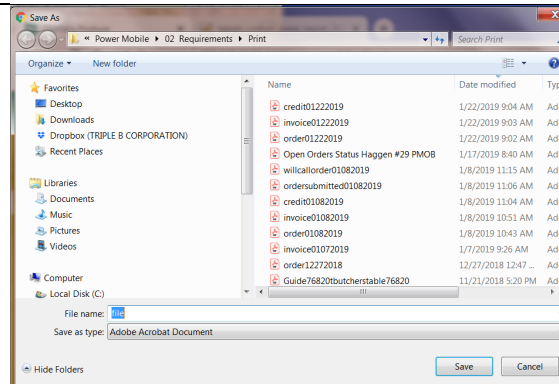 Save As
« Power Mobile ▸ 02 Requirements ▸ Print
Search Print
Organize ▾ New folder
Name Date modified Typ
Favorites
Desktop
Downloads
Dropbox (TRIPLE B CORPORATION)
Recent Places
Libraries
Documents
Music
Pictures
Videos
Computer
Local Disk (C:)
credit01222019 1/22/2019 9:04 AM Ad
invoice01222019 1/22/2019 9:03 AM Ad
order01222019 1/22/2019 9:02 AM Ad
Open Orders Status Haggen #29 PMOB 1/17/2019 8:40 AM Ad
willcallorder01082019 1/8/2019 11:15 AM Ad
ordersubmitted01082019 1/8/2019 11:06 AM Ad
credit01082019 1/8/2019 11:04 AM Ad
invoice01082019 1/8/2019 10:51 AM Ad
order01082019 1/8/2019 10:43 AM Ad
invoice01072019 1/7/2019 9:26 AM Ad
order12272018 12/27/2018 12:47 ... Ad
Guide76820tbutcherstable76820 11/21/2018 5:20 PM Ad
File name: file
Save as type: Adobe Acrobat Document
Hide Folders
Save
Cancel